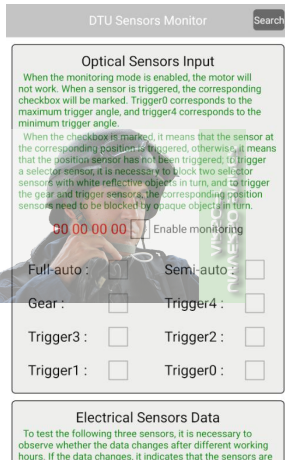 DTU Sensors Monitor
Search
Optical Sensors Input
When the monitoring mode is enabled, the motor will
not work. When a sensor is triggered, the corresponding
checkbox will be marked. Trigger0 corresponds to the
maximum trigger angle, and trigger4 corresponds to the
minimum trigger angle.
When the checkbox is marked, it means that the sensor at
the corresponding position is triggered, otherwise, it means
that the position sensor has not been triggered; to trigger
a selector sensor, it is necessary to block two selector
sensors with white reflective objects in turn, and to trigger
the gear and trigger sensors, the corresponding position
sensors need to be blocked by opaque objects in turn.
00 00 00 00
Enable monitoring
Full-auto :
Semi-auto :
Gear :
Trigger4 :
Trigger3 :
Trigger2 :
Trigger1 :
Trigger0 :
Electrical Sensors Data
To test the following three sensors, it is necessary to
observe whether the data changes after different working
hours. If the data changes, it indicates that the sensors are